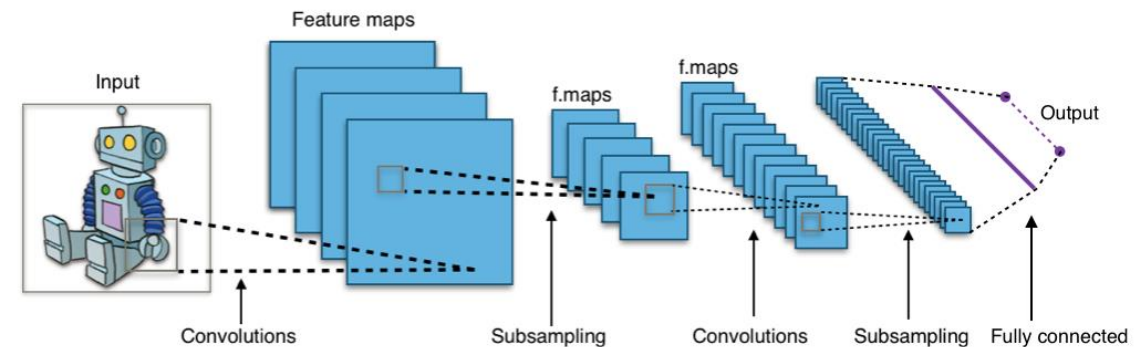 Feature maps
Input
f.maps
f.maps
Output
Convolutions
Subsampling
Convolutions
Subsampling
Fully connected